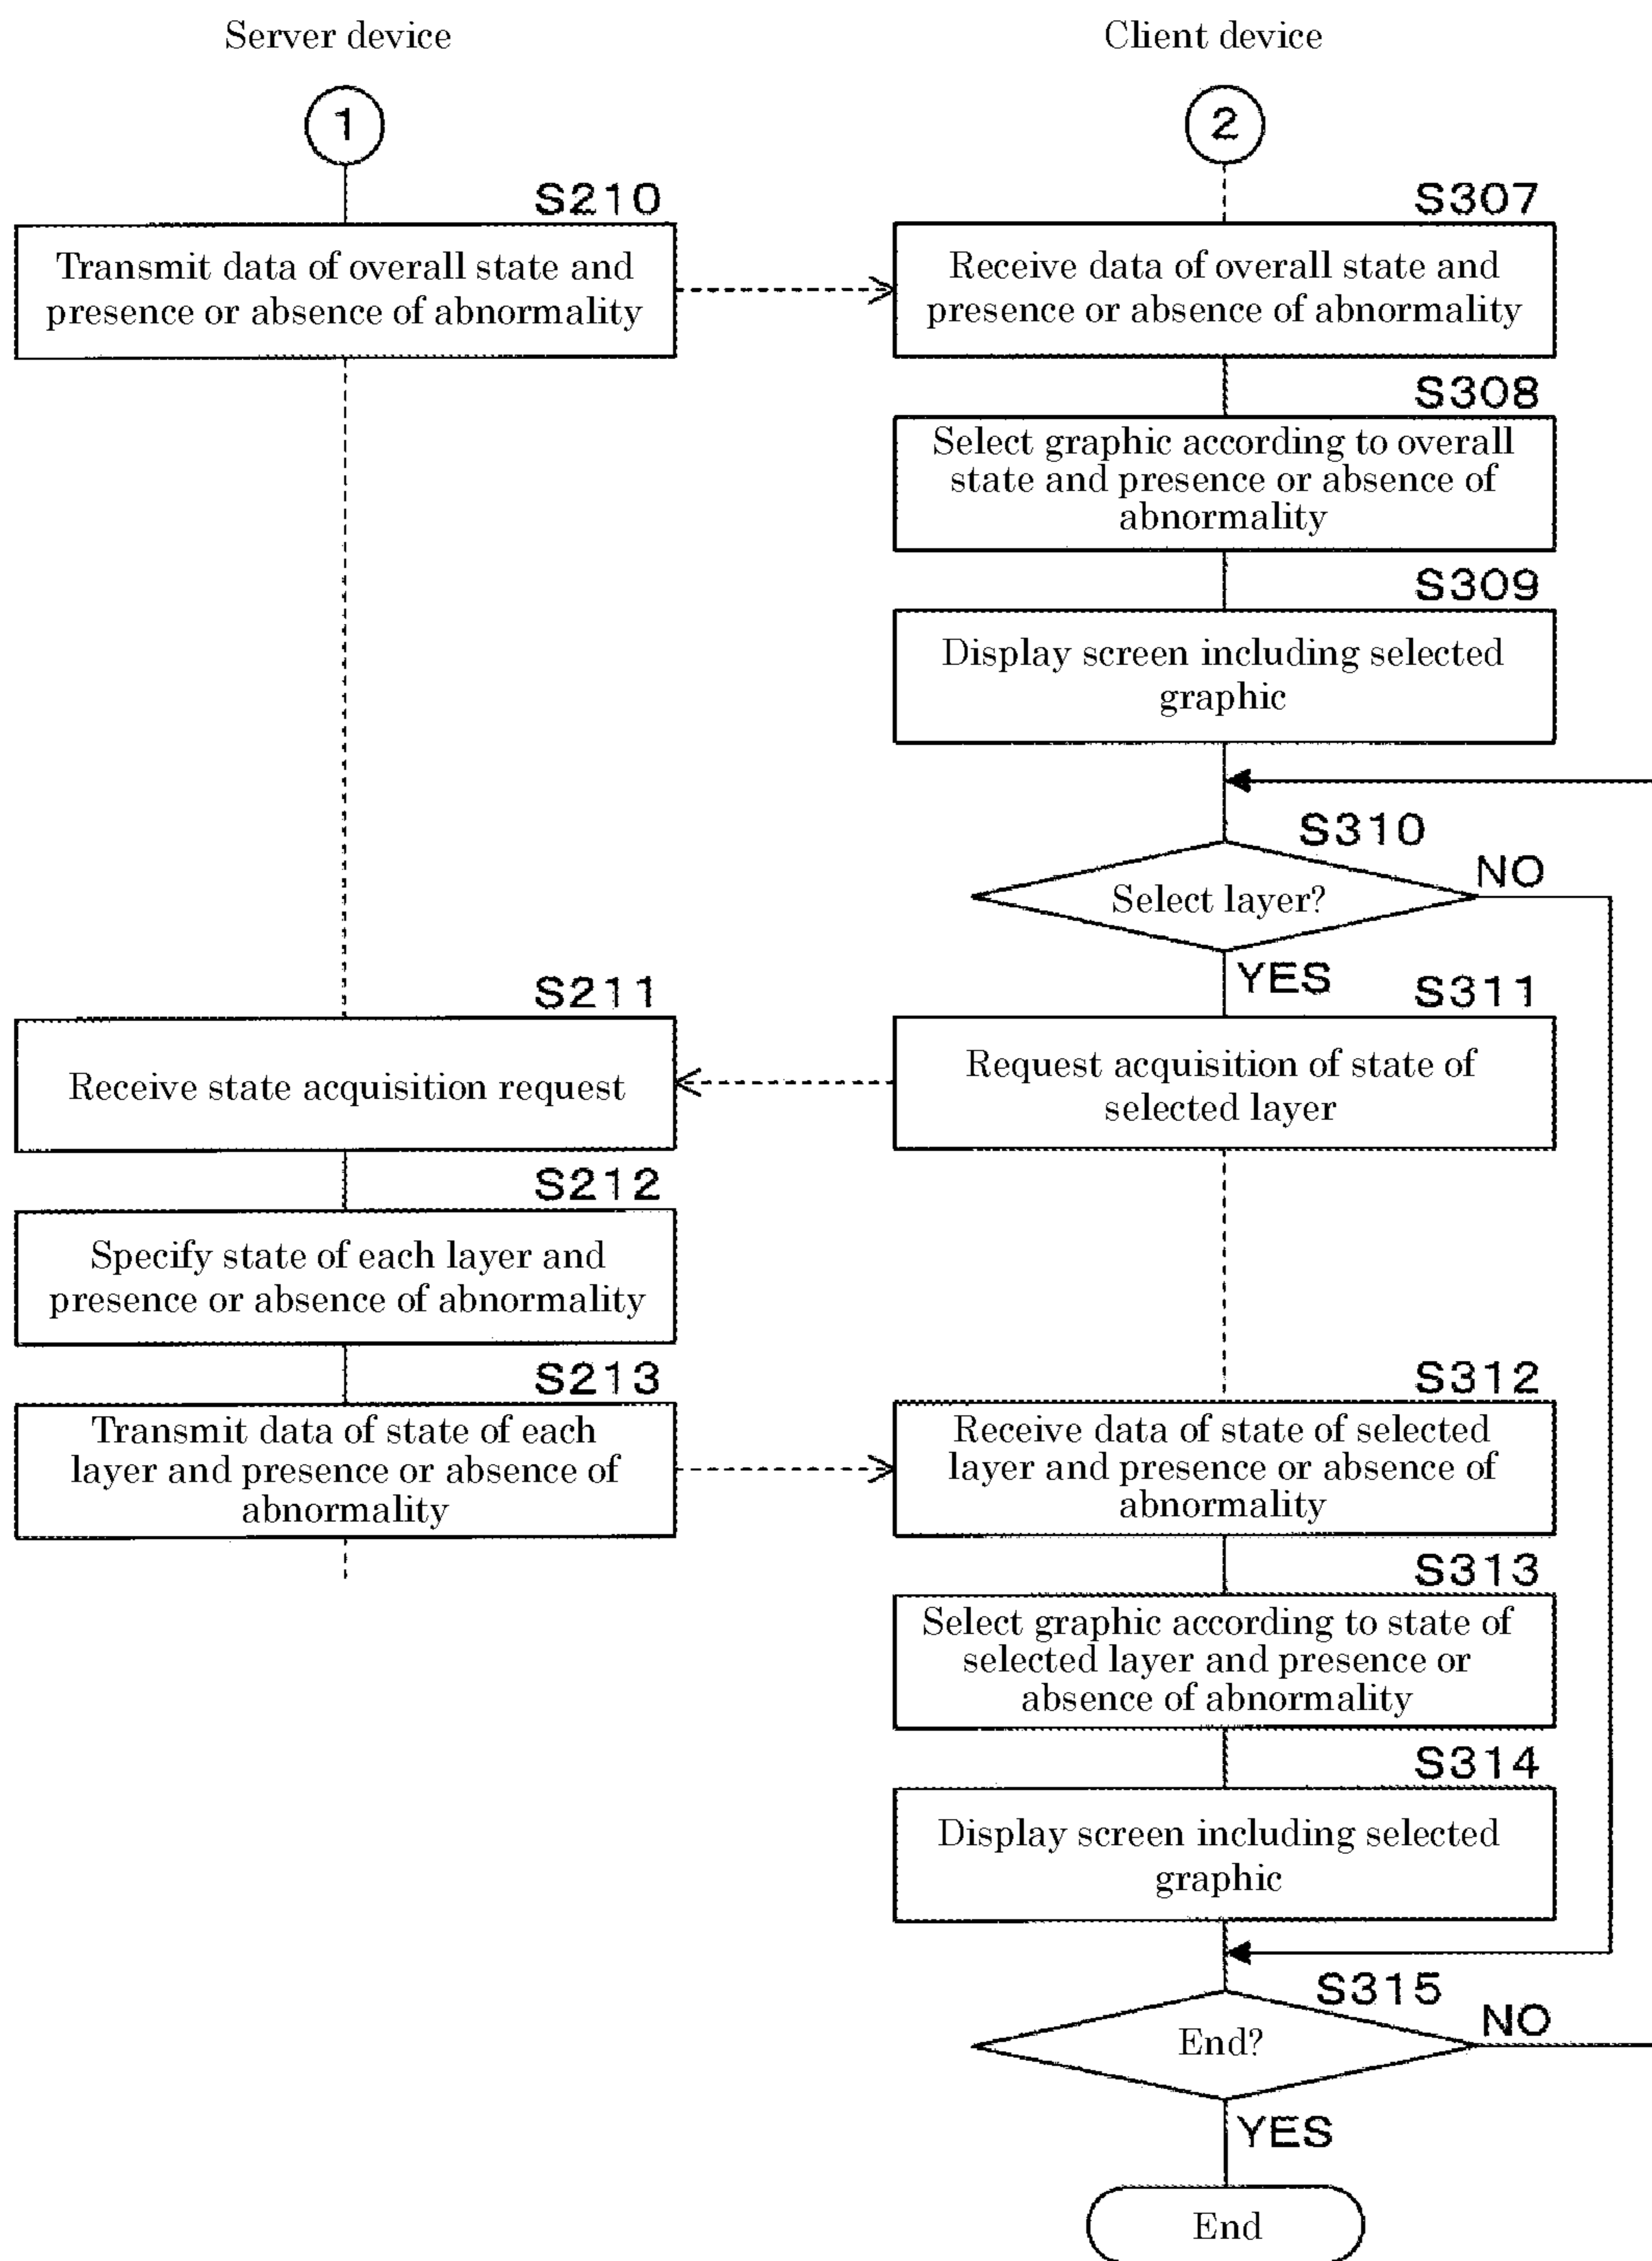 Server device
Client device
1
2
S210
S307
Transmit data of overall state and
presence or absence of abnormality
Receive data of overall state and
presence or absence of abnormality
S308
Select graphic according to overall
state and presence or absence of
abnormality
S309
Display screen including selected
graphic
S310
Select layer?
NO
YES
S211
S311
Receive state acquisition request
Request acquisition of state of
selected layer
S212
Specify state of each layer and
presence or absence of abnormality
S213
S312
Transmit data of state of each
layer and presence or absence of
abnormality
Receive data of state of selected
layer and presence or absence of
abnormality
S313
Select graphic according to state of
selected layer and presence or
absence of abnormality
S314
Display screen including selected
graphic
S315
End?
NO
YES
End